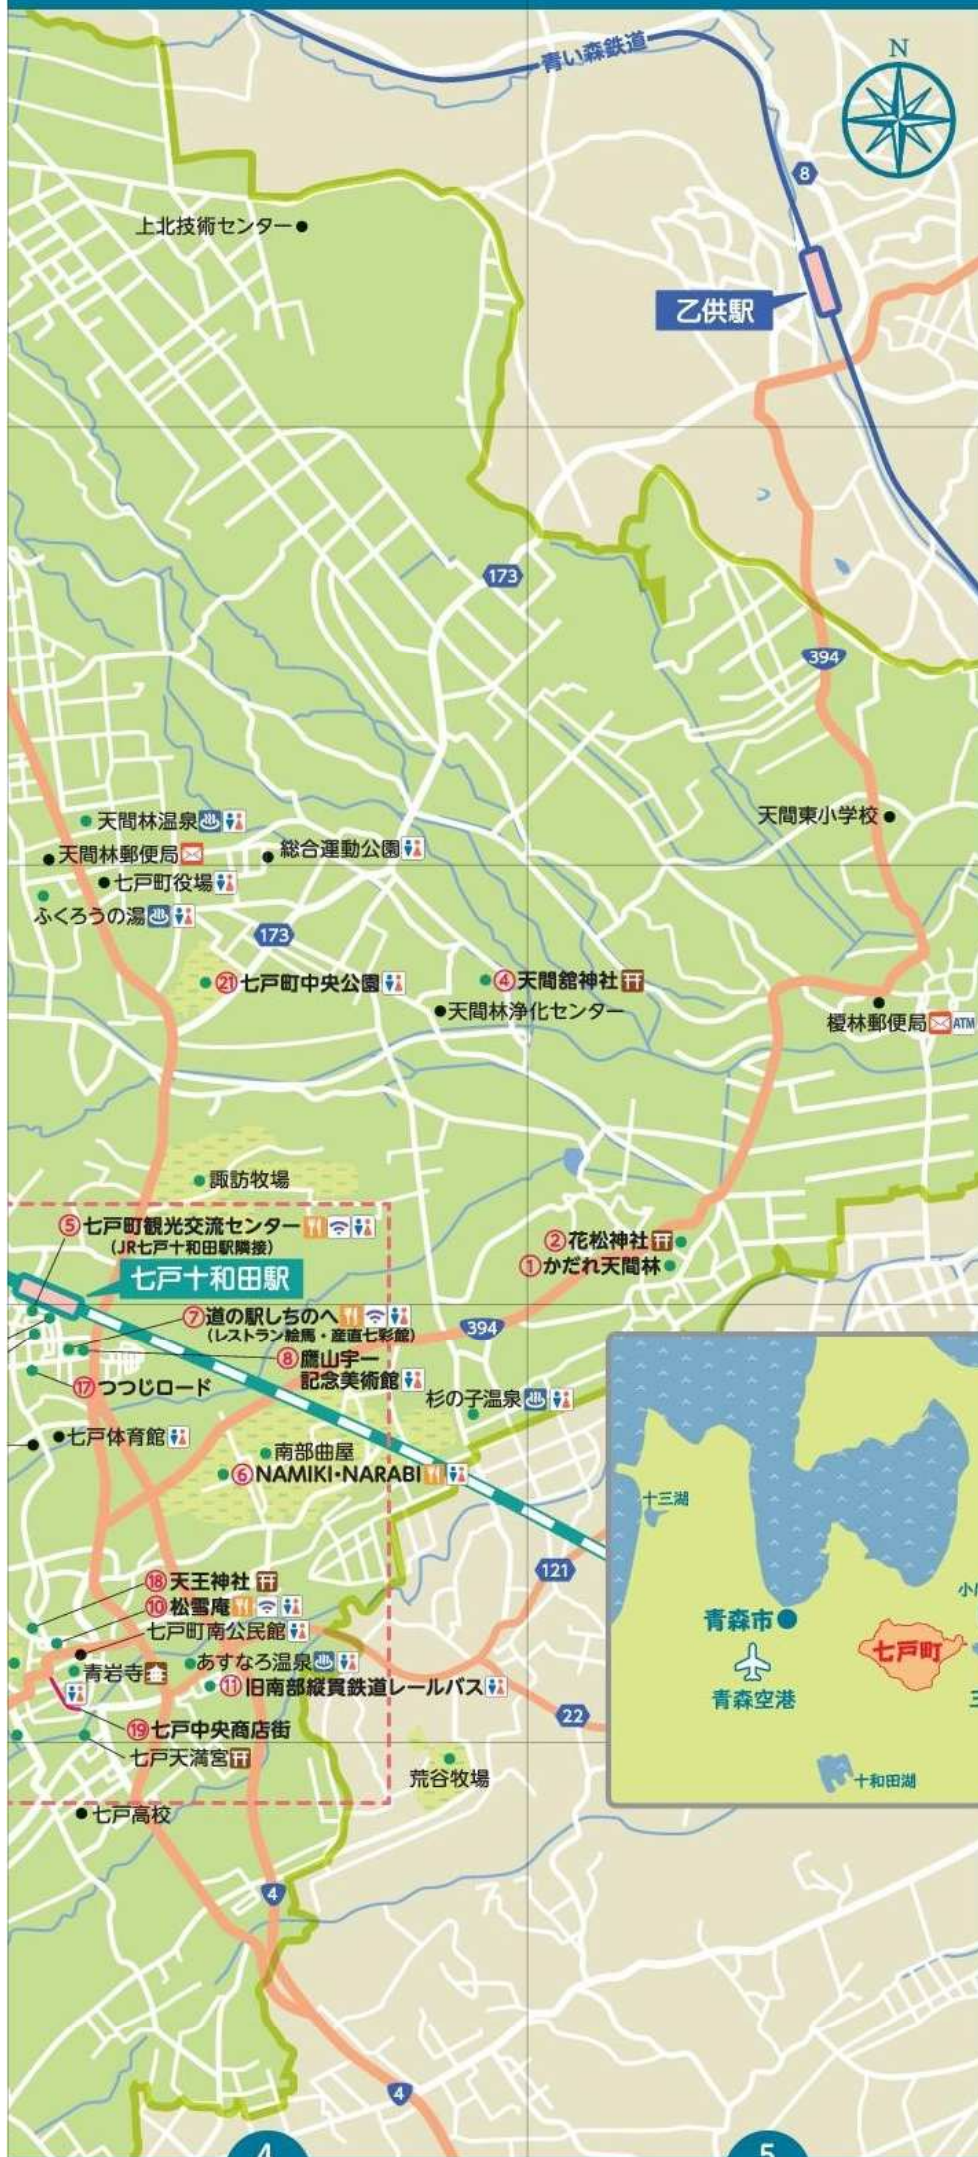 青い森鉄道
N
8
上北技術センター
乙供駅
173
394
天間東小学校
天間林温泉
天間林郵便局
総合運動公園
七戸町役場
ふくろうの湯
173
㉑七戸町中央公園
④天間舘神社
天間林浄化センター
榎林郵便局 ATM
諏訪牧場
⑤七戸町観光交流センター
(JR七戸十和田駅隣接)
②花松神社
①かだれ天間林
七戸十和田駅
⑦道の駅しちのへ
(レストラン絵馬・産直七彩館)
394
⑧鷹山宇一
記念美術館
⑰つつじロード
杉の子温泉
七戸体育館
南部曲屋
⑥NAMIKI・NARABI
十三湖
121
⑱天王神社
⑩松雪庵
七戸町南公民館
青森市
七戸町
青岩寺
あすなろ温泉
⑪旧南部縦貫鉄道レールバス
青森空港
22
⑲七戸中央商店街
七戸天満宮
荒谷牧場
十和田湖
七戸高校
4
4
4
5